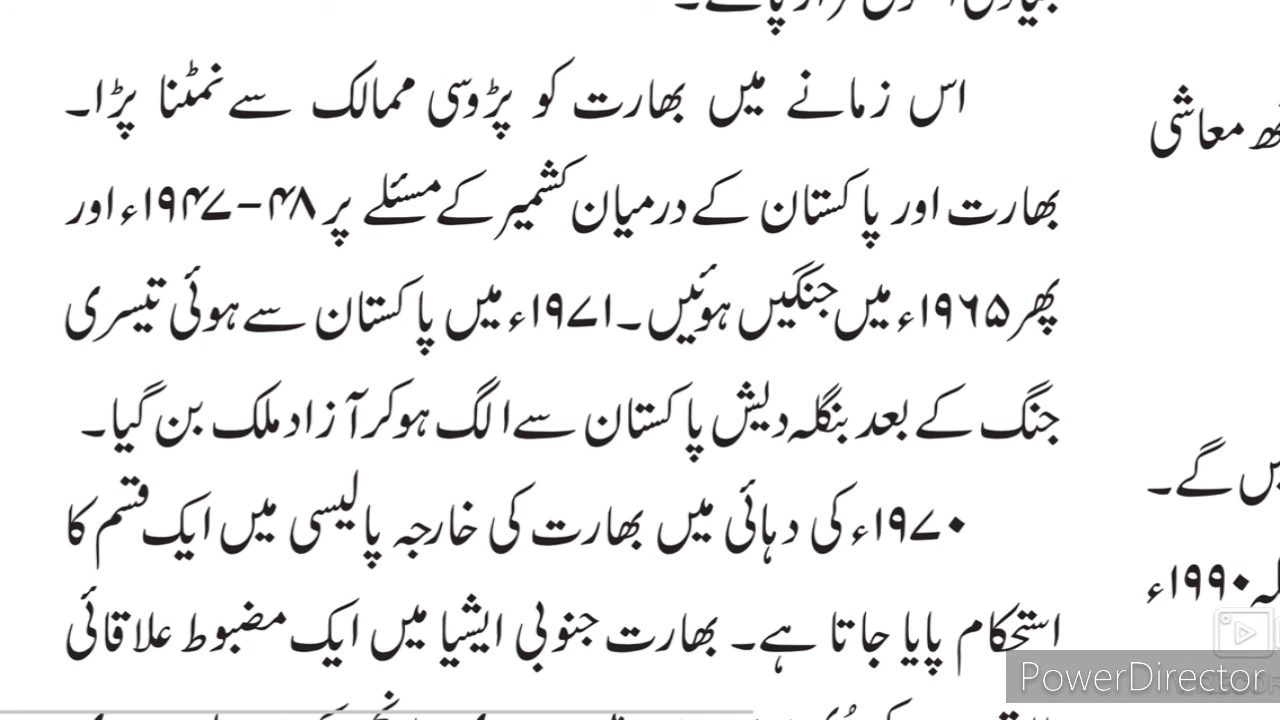 اس زمانے میں بھارت کو پڑوسی ممالک سے نمٹنا پڑا۔
بھارت اور پاکستان کے درمیان کشمیر کے مسئلے پر ۴۸-۱۹۴۷ء اور
پھر ۱۹۶۵ء میں جنگیں ہوئیں۔ ۱۹۷۱ء میں پاکستان سے ہوئی تیسری
جنگ کے بعد بنگلہ دیش پاکستان سے الگ ہوکر آزاد ملک بن گیا۔
۱۹۷۰ء کی دہائی میں بھارت کی خارجہ پالیسی میں ایک قسم کا
استحکام پایا جاتا ہے۔ بھارت جنوبی ایشیا میں ایک مضبوط علاقائی
معاشی
گے۔
۱۹۹۰ء
PowerDirector